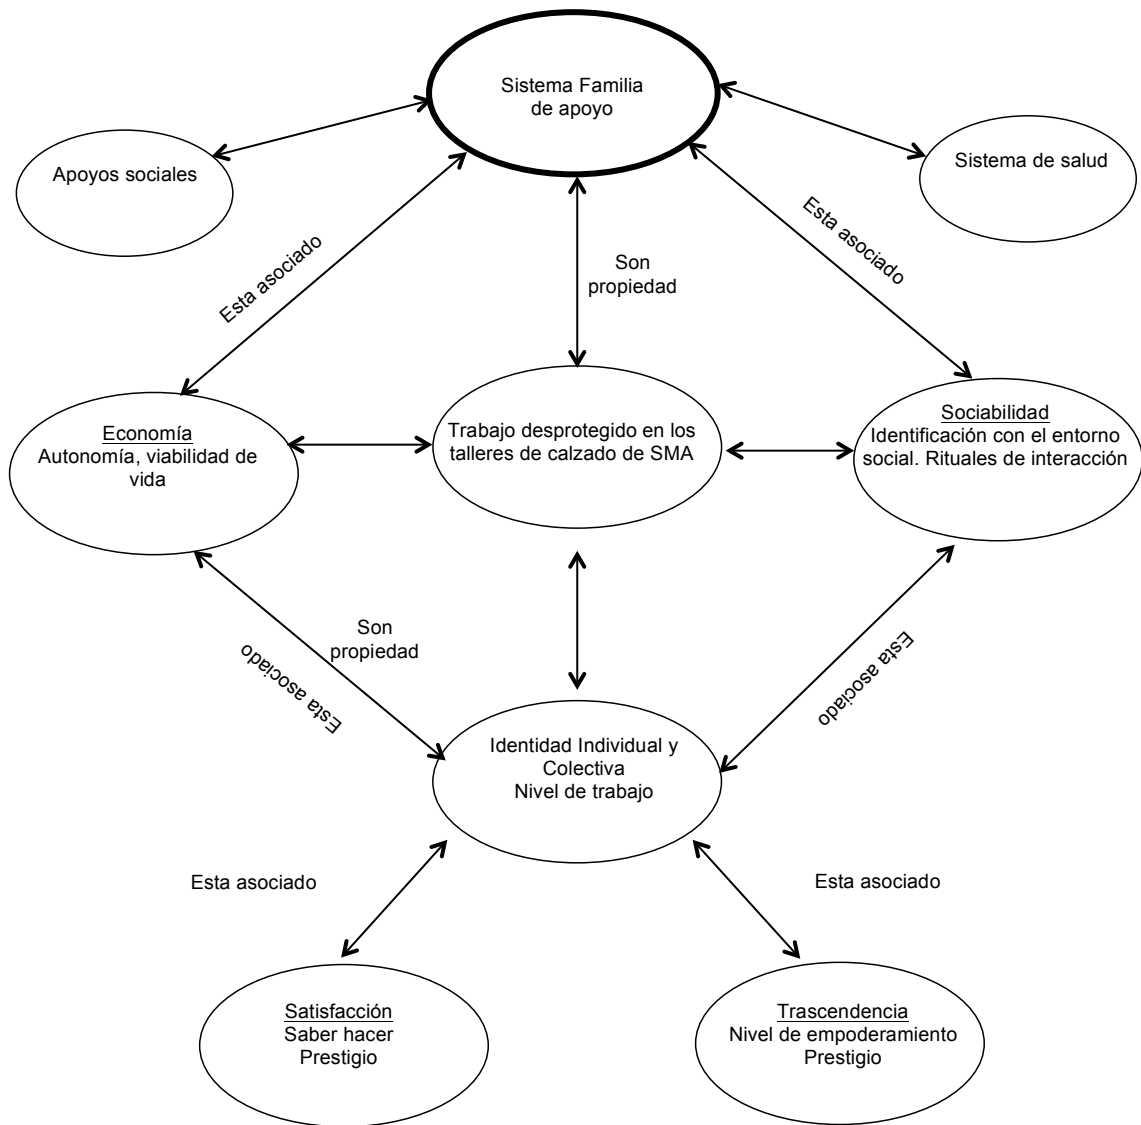 Sistema Familia
de apoyo
Apoyos sociales
Sistema de salud
Esta asociado
Son
propiedad
Esta asociado
Economía
Autonomía, viabilidad de
vida
Trabajo desprotegido en los
talleres de calzado de SMA
Sociabilidad
Identificación con el entorno
social. Rituales de interacción
Son
propiedad
Esta asociado
Esta asociado
Identidad Individual y
Colectiva
Nivel de trabajo
Esta asociado
Esta asociado
Satisfacción
Saber hacer
Prestigio
Trascendencia
Nivel de empoderamiento
Prestigio